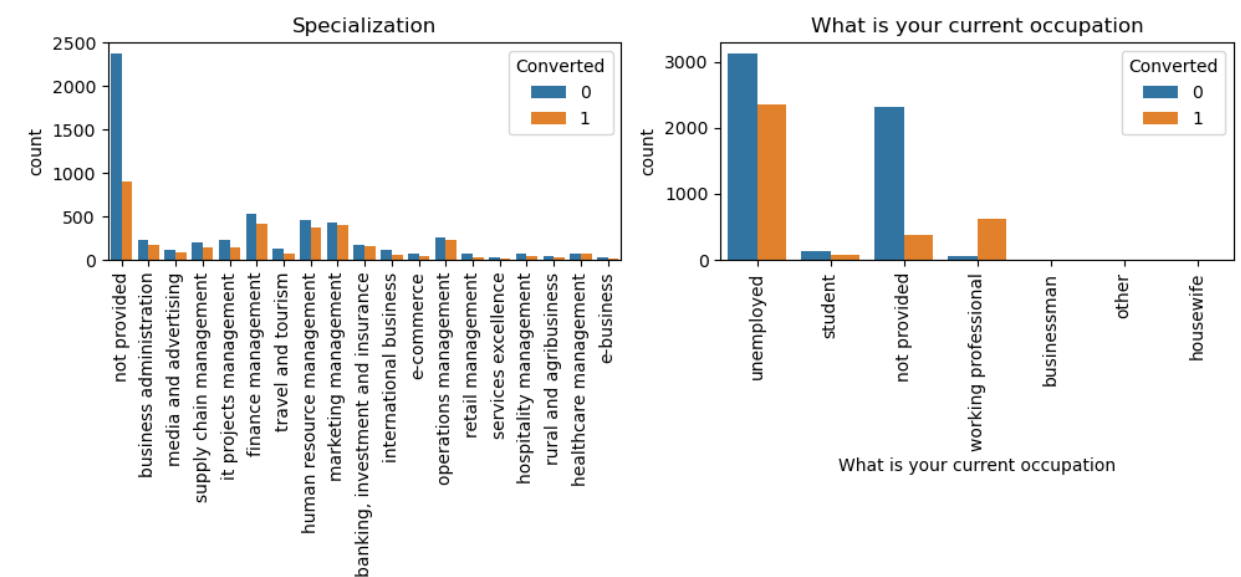 Specialization
count
2500
2000
1500
1000
500
0
Converted
0
1
not provided
business administration
media and advertising
supply chain management
it projects management
finance management
travel and tourism
human resource management
marketing management
banking, investment and insurance
international business
e-commerce
operations management
retail management
services excellence
hospitality management
rural and agribusiness
healthcare management
e-business
What is your current occupation
count
3000
2000
1000
0
Converted
0
1
unemployed
student
not provided
working professional
businessman
other
housewife
What is your current occupation